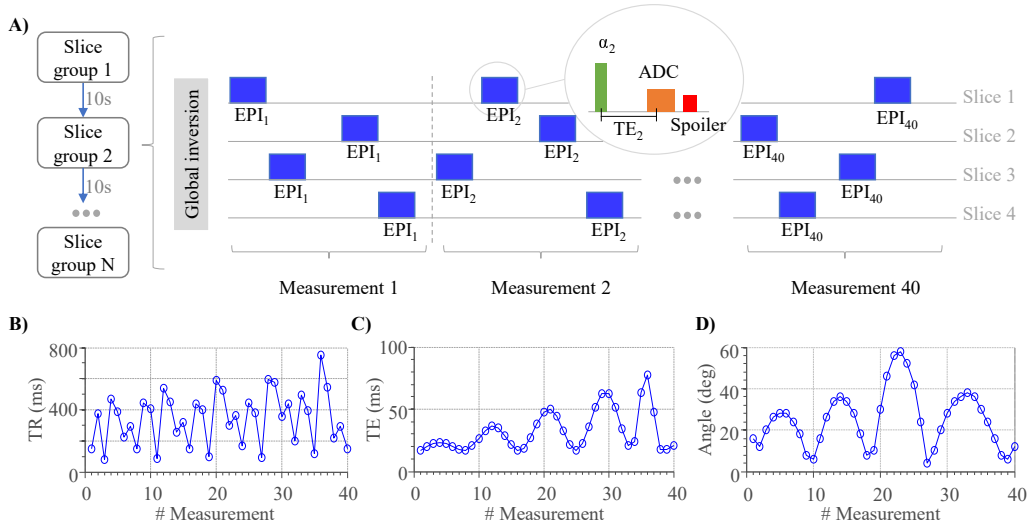 A)
Slice
group 1
10s
Slice
group 2
10s
Slice
group N
Global inversion
EPI₁
EPI₁
EPI₁
EPI₁
EPI₂
EPI₂
EPI₂
EPI₂
α₂
ADC
TE₂
Spoiler
EPI₄₀
EPI₄₀
EPI₄₀
EPI₄₀
Slice 1
Slice 2
Slice 3
Slice 4
Measurement 1
Measurement 2
Measurement 40
B)
TR (ms)
800
400
0
0 10 20 30 40
# Measurement
C)
TE (ms)
100
50
0
0 10 20 30 40
# Measurement
D)
Angle (deg)
60
40
20
0
0 10 20 30 40
# Measurement